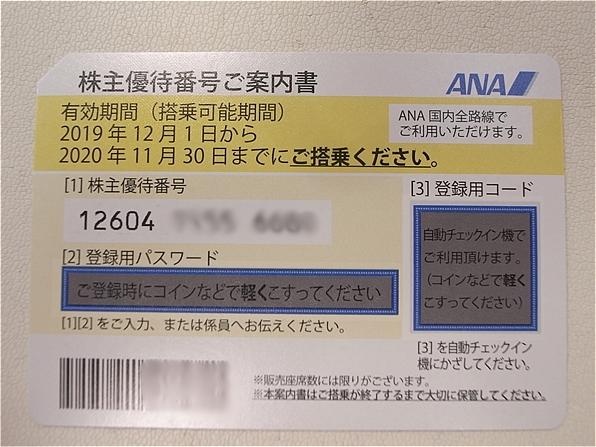 株主優待番号ご案内書
ANA
有効期間（搭乗可能期間）
2019年12月1日から
2020年11月30日までにご搭乗ください。
ANA国内全路線で
ご利用いただけます。
[1] 株主優待番号
12604
[2] 登録用パスワード
ご登録時にコインなどで軽くこすってください
[1][2] をご入力、または係員へお伝えください。
[3] 登録用コード
自動チェックイン機で
ご利用頂けます。
（コインなどで軽く
こすってください）
[3] を自動チェックイン
機にかざしてください。
※販売座席数には限りがございます。
※本案内書はご搭乗が終了するまで大切に保管してください。